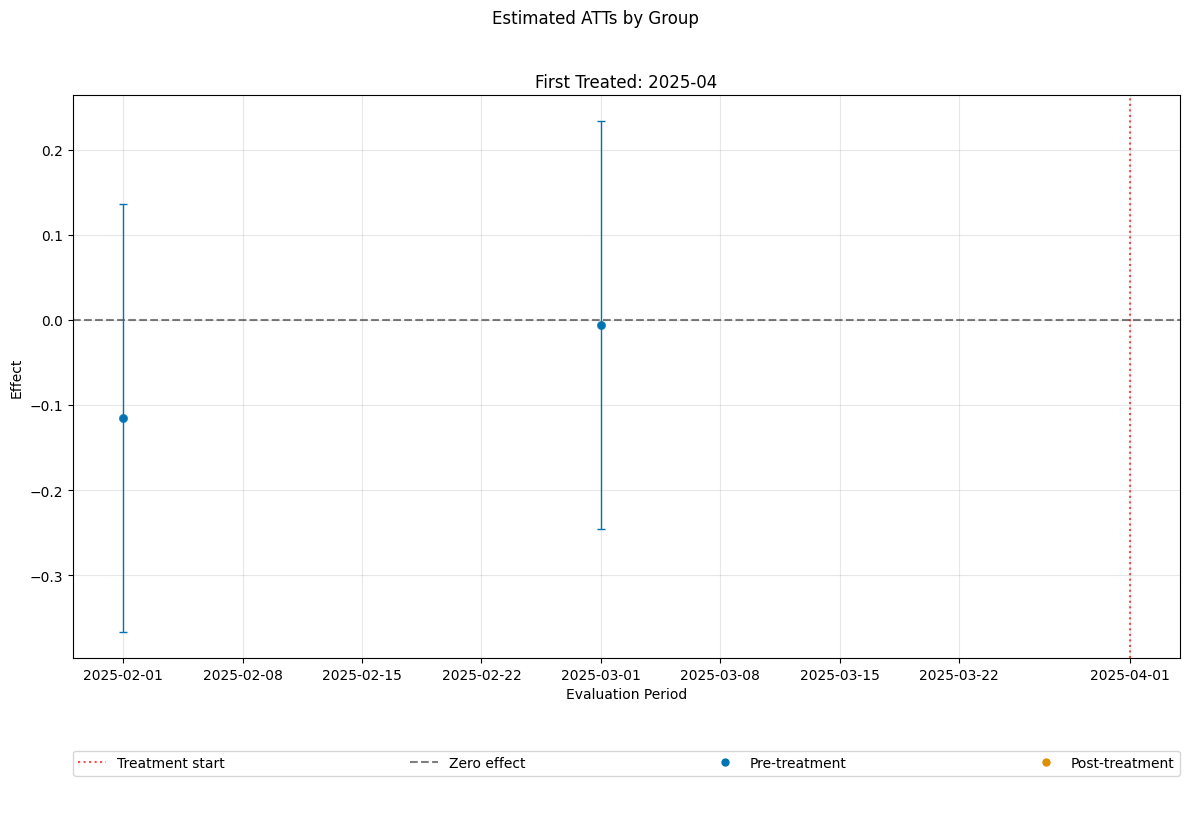 Estimated ATTs by Group
First Treated: 2025-04
0.2
0.1
0.0
−0.1
−0.2
−0.3
Effect
2025-02-01 2025-02-08 2025-02-15 2025-02-22 2025-03-01 2025-03-08 2025-03-15 2025-03-22 2025-04-01
Evaluation Period
Treatment start Zero effect Pre-treatment Post-treatment